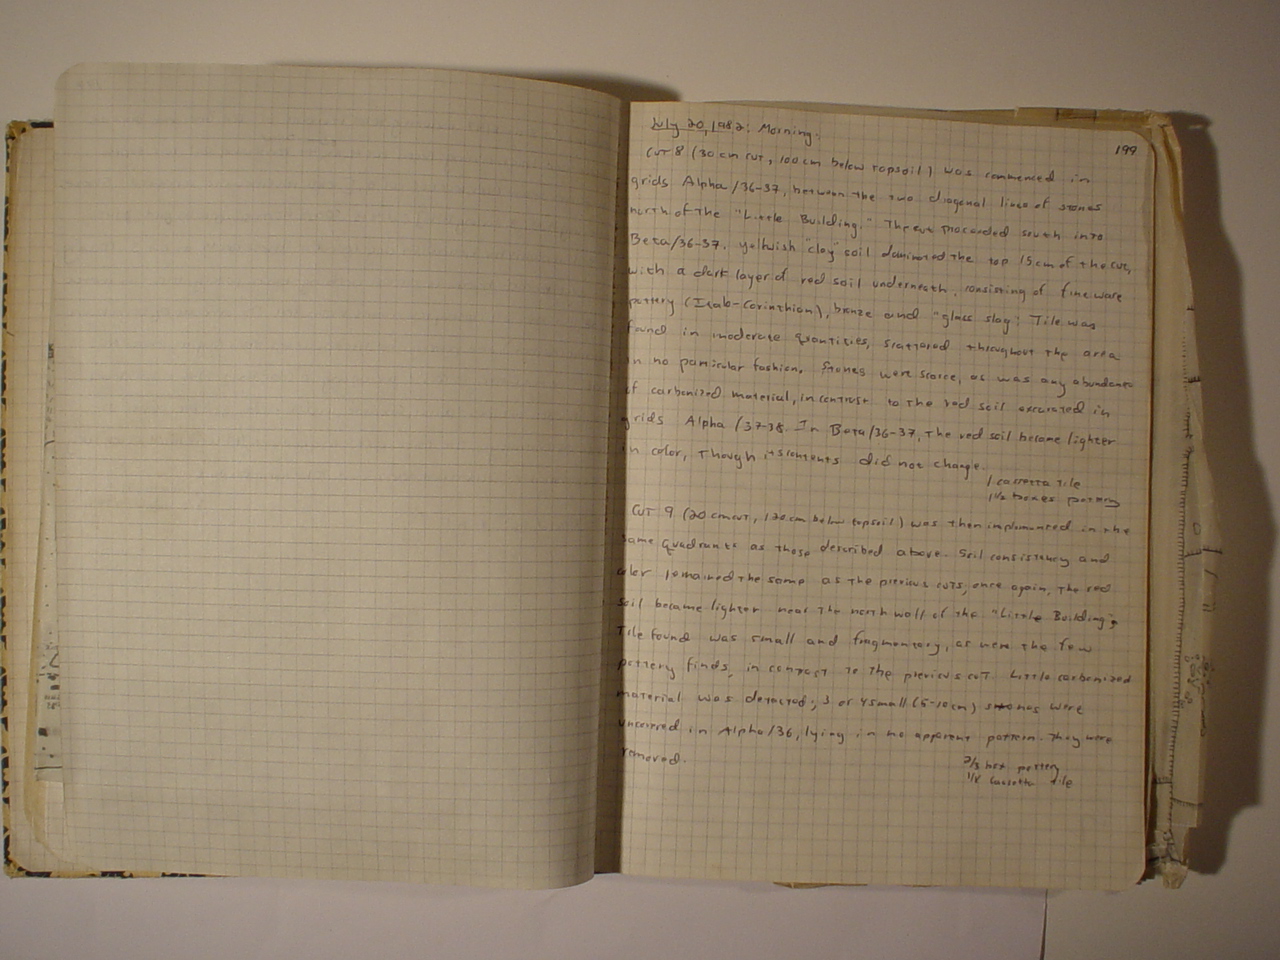 199
July 20, 1982: Morning.
Cut 8 (30 cm cut, 100 cm below topsoil) was commenced in
grids Alpha/36-37, between the two diagonal lines of stones
north of the "Little Building." The cut proceeded south into
Beta/36-37. Yellwish "clay" soil dominated the top 15 cm of the cut,
with a dark layer of red soil underneath, consisting of fine ware
pottery (Italo-Corinthian), bronze and "glass slag". Tile was
found in moderate quantities, scattered throughout the area
in no particular fashion. Stones were scarce, as was any abundance
of carbonized material, in contrast to the red soil excavated in
grids Alpha/37-38. In Beta/36-37, the red soil became lighter
in color, though its contents did not change.
1 cassetta tile
1 1/2 boxes pottery
Cut 9 (20 cm cut, 120 cm below topsoil) was then implemented in the
same quadrants as those described above. Soil consistency and
color remained the same as the previous cuts, once again, the red
soil became lighter near the north wall of the "Little Building".
Tile found was small and fragmentary, as were the few
pottery finds, in contrast to the previous cut. Little carbonized
material was detected; 3 or 4 small (5-10 cm) stones were
uncovered in Alpha/36, lying in no apparent pattern. They were
removed.
2/3 box pottery
cassetta tile